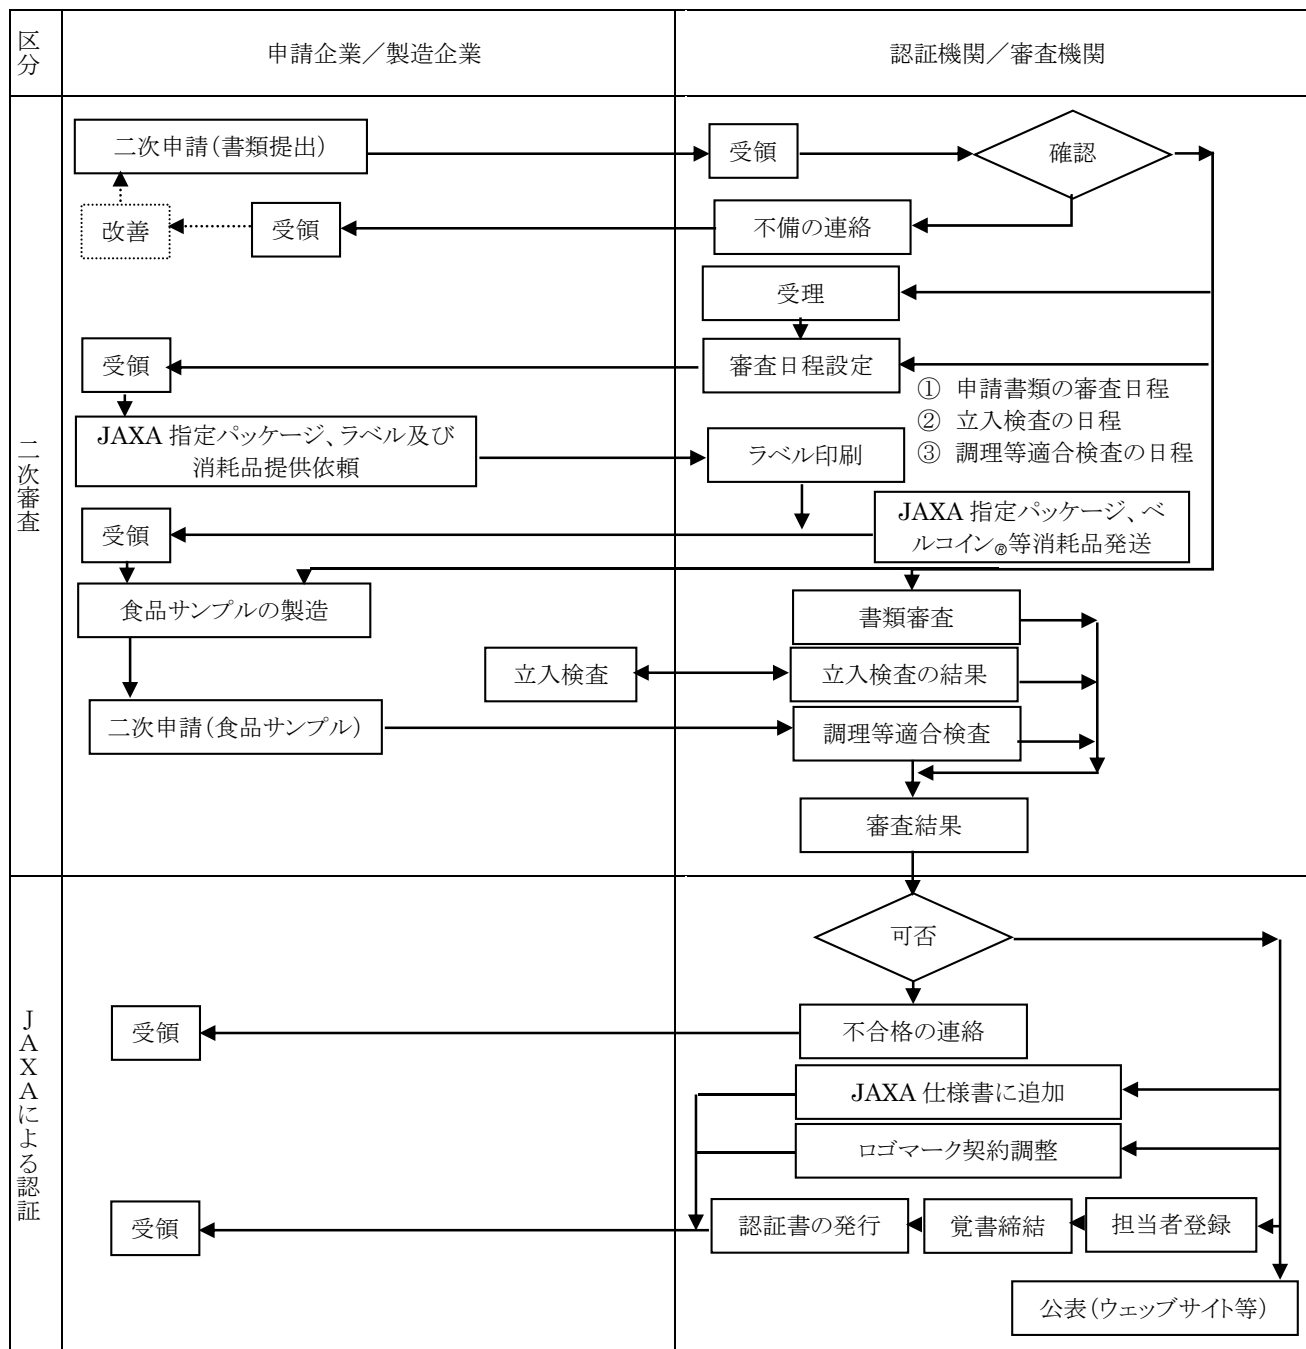 区分
申請企業／製造企業
認証機関／審査機関
二次審査
二次申請（書類提出）
受領
確認
改善
受領
不備の連絡
受理
受領
審査日程設定
① 申請書類の審査日程
② 立入検査の日程
③ 調理等適合検査の日程
JAXA 指定パッケージ、ラベル及び
消耗品提供依頼
ラベル印刷
受領
JAXA 指定パッケージ、ベ
ルコイン®等消耗品発送
食品サンプルの製造
書類審査
立入検査
立入検査の結果
二次申請（食品サンプル）
調理等適合検査
審査結果
JAXAによる認証
可否
受領
不合格の連絡
JAXA 仕様書に追加
ロゴマーク契約調整
受領
認証書の発行
覚書締結
担当者登録
公表（ウェッブサイト等）